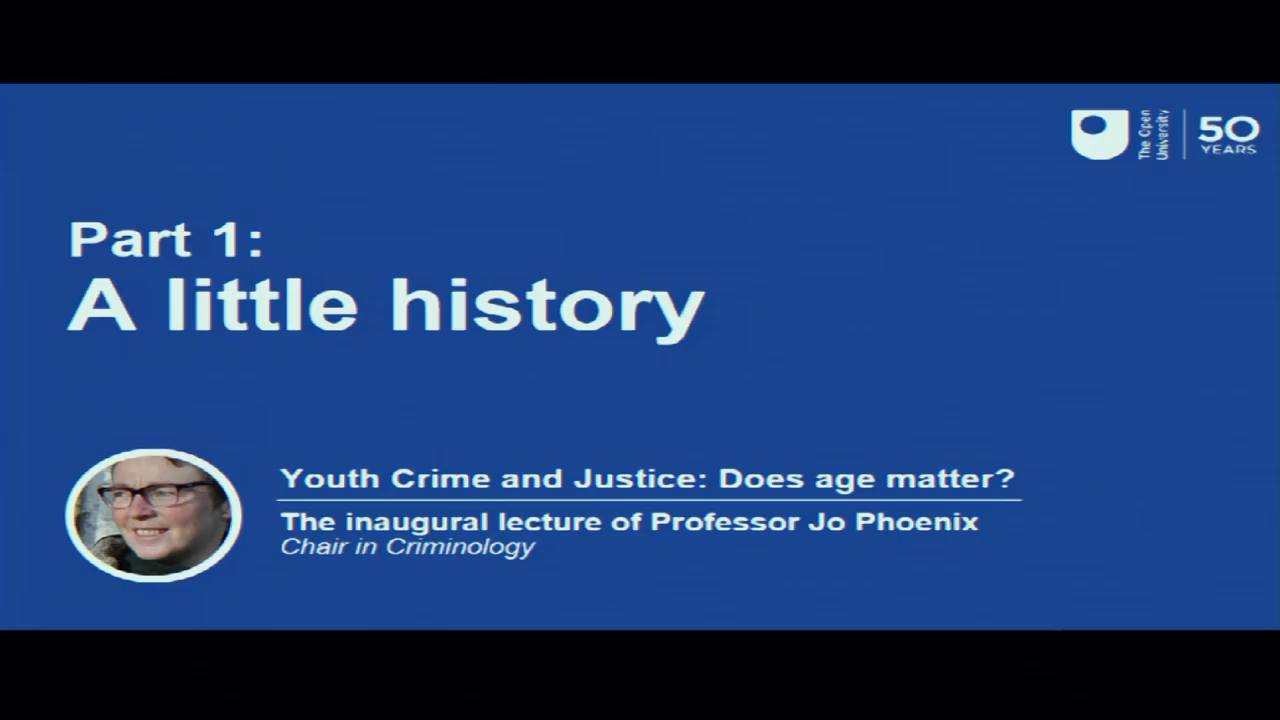 The Open
University
50
YEARS
Part 1:
A little history
Youth Crime and Justice: Does age matter?
The inaugural lecture of Professor Jo Phoenix
Chair in Criminology